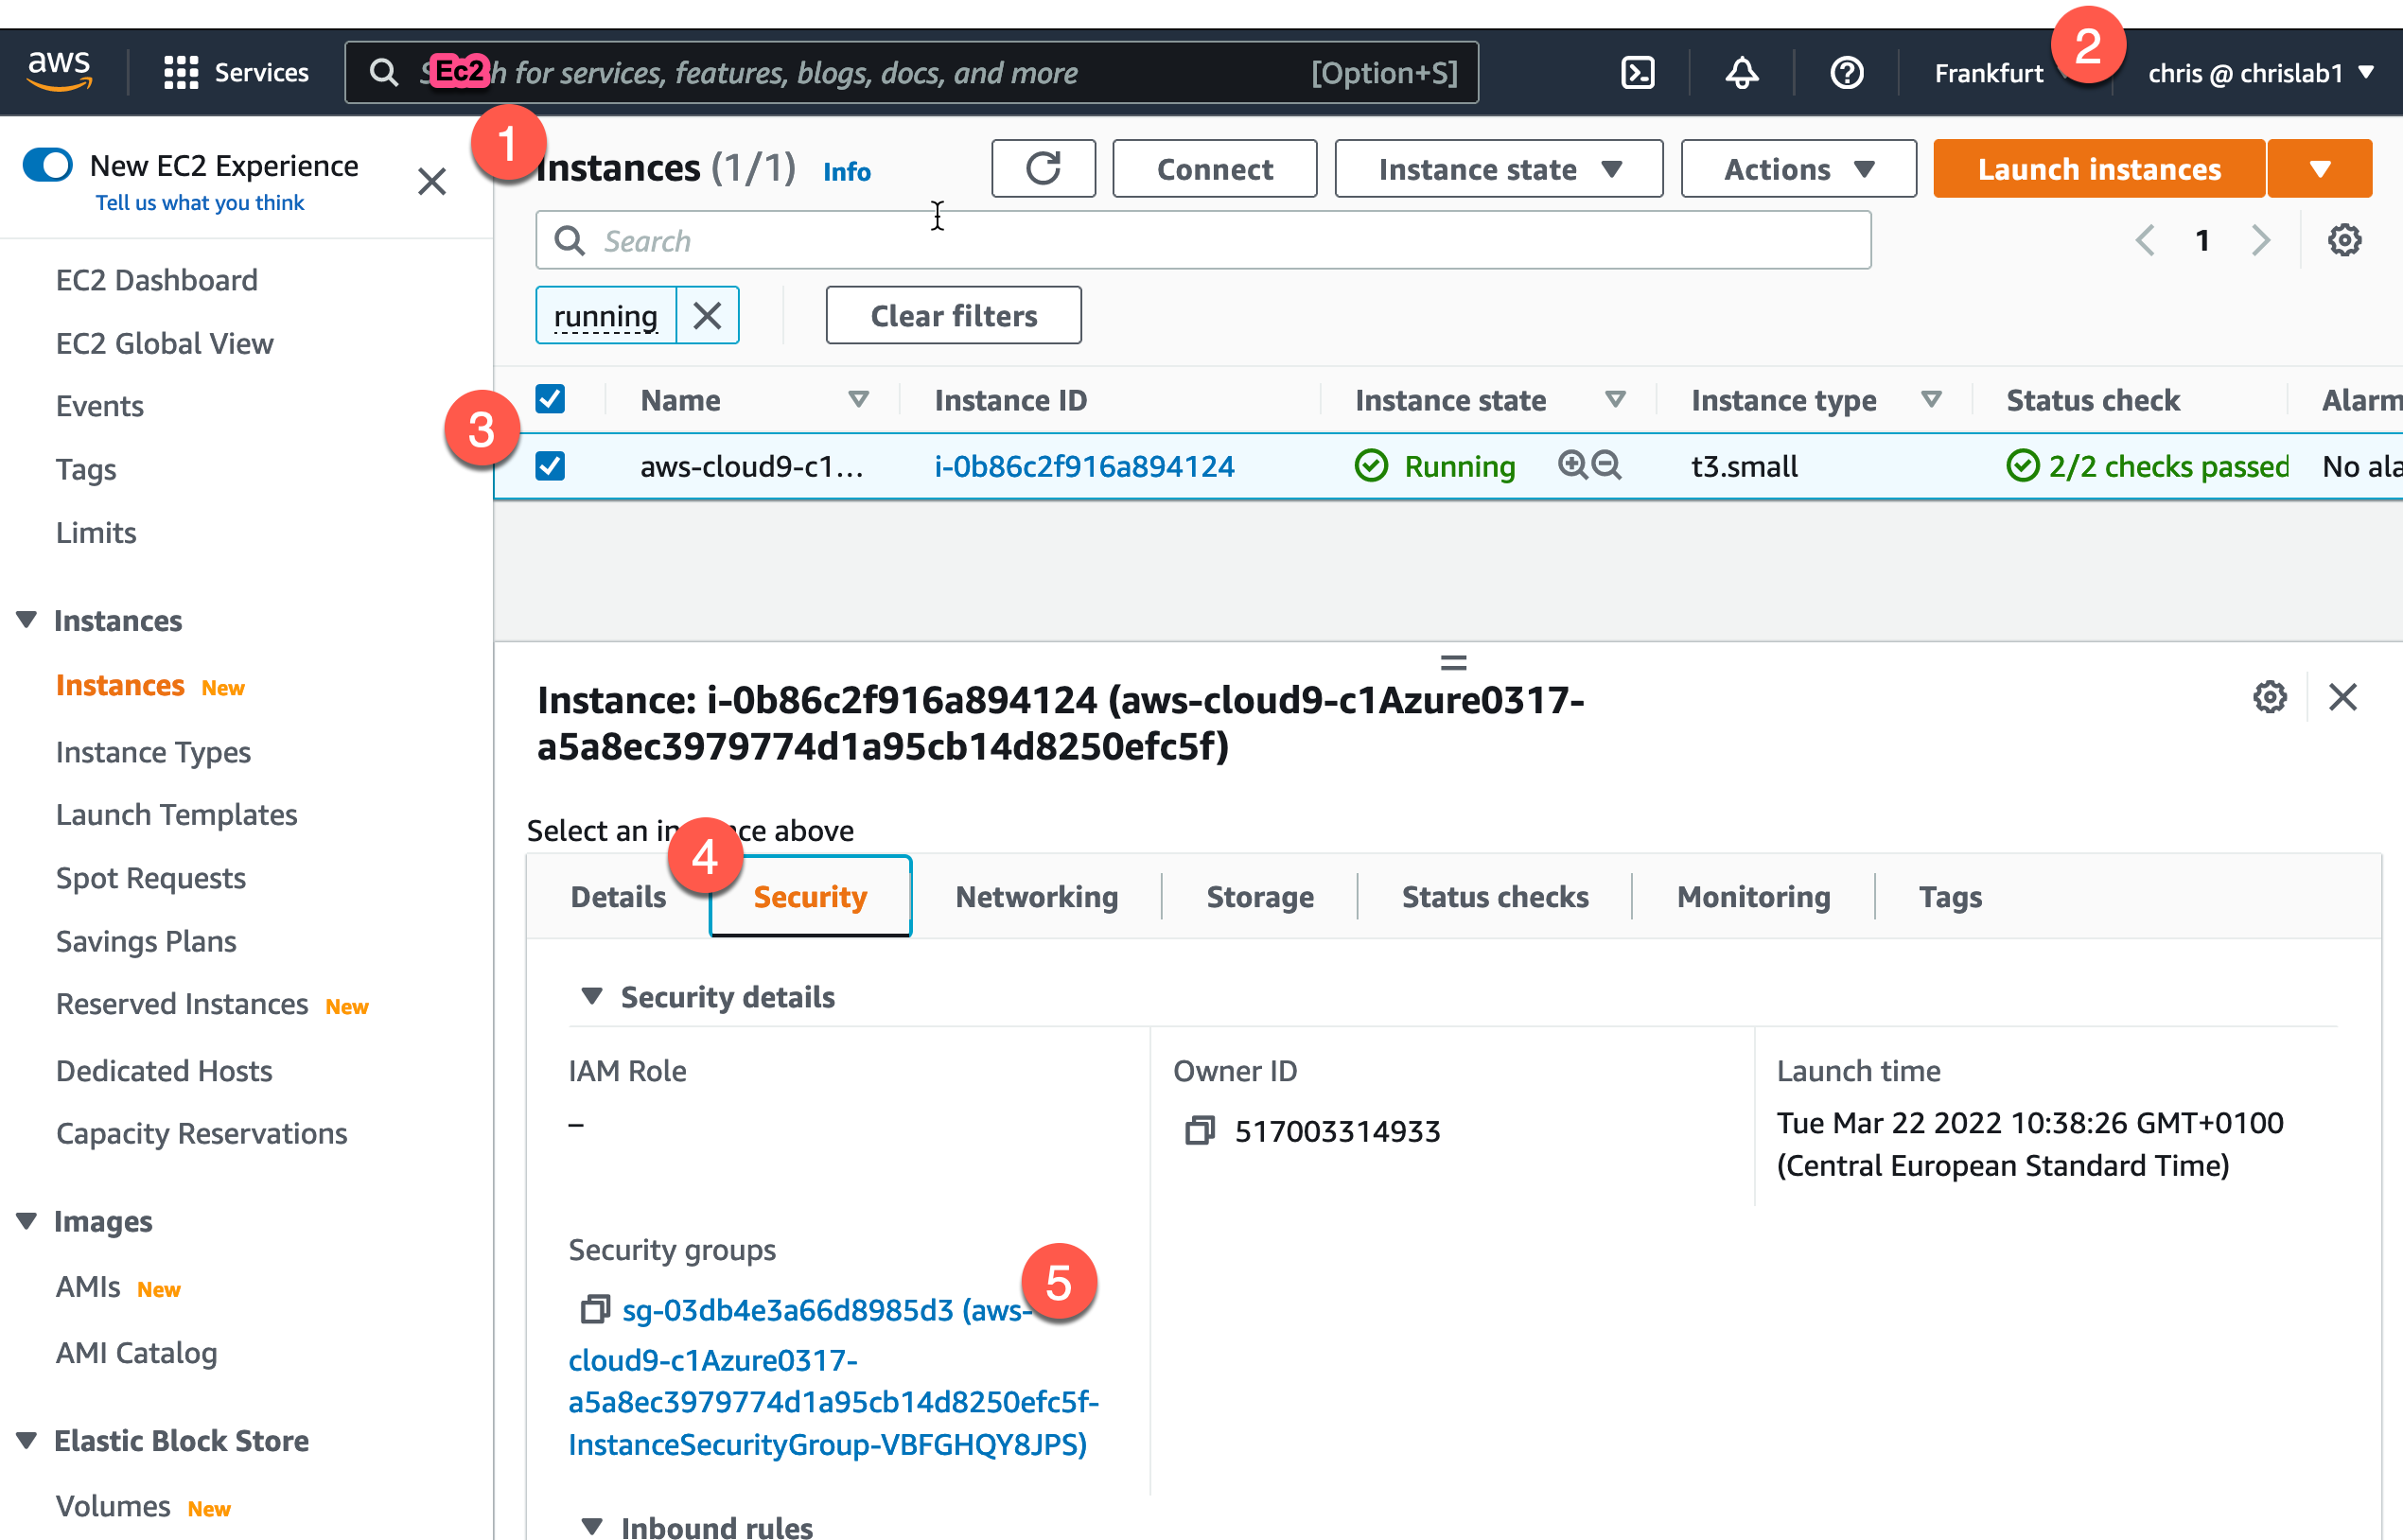 aws
Services
Ec2
h for services, features, blogs, docs, and more
[Option+S]
Frankfurt
2
chris @ chrislab1
New EC2 Experience
Tell us what you think
1
Instances (1/1) Info
Connect
Instance state
Actions
Launch instances
Search
1
running
Clear filters
EC2 Dashboard
EC2 Global View
Events
Tags
Limits
Instances
Instances New
Instance Types
Launch Templates
Spot Requests
Savings Plans
Reserved Instances New
Dedicated Hosts
Capacity Reservations
Images
AMIs New
AMI Catalog
Elastic Block Store
Volumes New
3
Name Instance ID Instance state Instance type Status check Alarm
aws-cloud9-c1... i-0b86c2f916a894124 Running t3.small 2/2 checks passed No ala
Instance: i-0b86c2f916a894124 (aws-cloud9-c1Azure0317-
a5a8ec3979774d1a95cb14d8250efc5f)
Select an in ce above
4
Details Security Networking Storage Status checks Monitoring Tags
Security details
IAM Role
–
Owner ID
517003314933
Launch time
Tue Mar 22 2022 10:38:26 GMT+0100
(Central European Standard Time)
Security groups
5
sg-03db4e3a66d8985d3 (aws-
cloud9-c1Azure0317-
a5a8ec3979774d1a95cb14d8250efc5f-
InstanceSecurityGroup-VBFGHQY8JPS)
Inbound rules